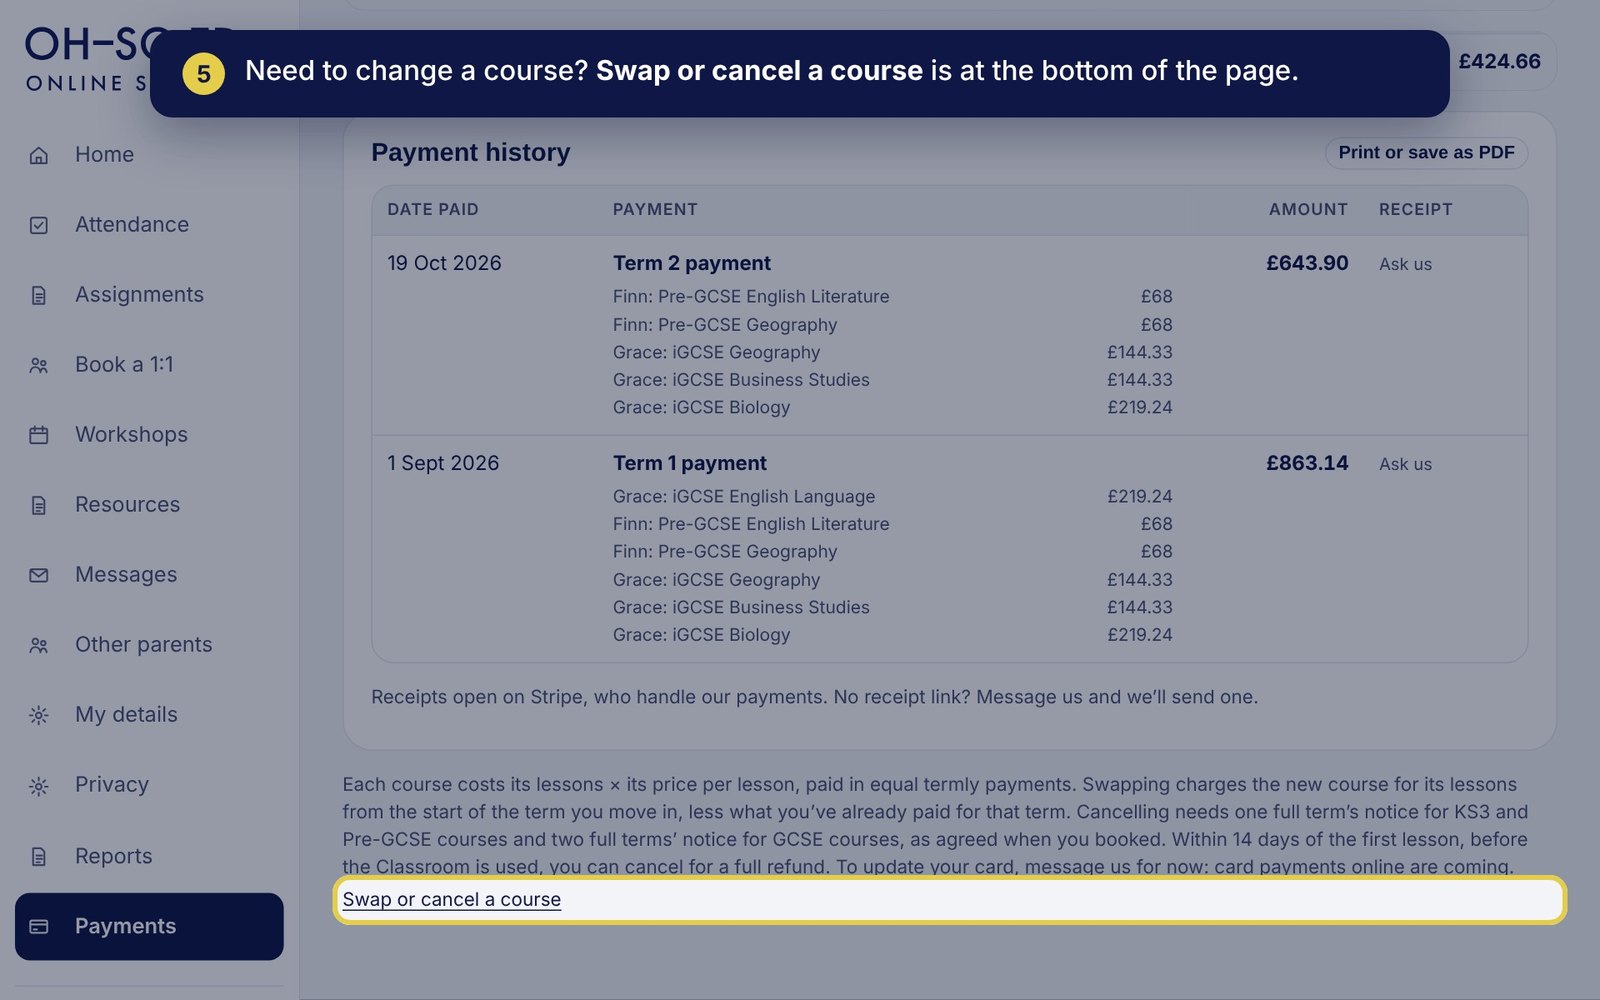 OH-SC
ONLINE S
5 Need to change a course? Swap or cancel a course is at the bottom of the page.
£424.66
Home
Attendance
Assignments
Book a 1:1
Workshops
Resources
Messages
Other parents
My details
Privacy
Reports
Payments
Payment history
Print or save as PDF
DATE PAID PAYMENT AMOUNT RECEIPT
19 Oct 2026 Term 2 payment £643.90 Ask us
Finn: Pre-GCSE English Literature £68
Finn: Pre-GCSE Geography £68
Grace: iGCSE Geography £144.33
Grace: iGCSE Business Studies £144.33
Grace: iGCSE Biology £219.24
1 Sept 2026 Term 1 payment £863.14 Ask us
Grace: iGCSE English Language £219.24
Finn: Pre-GCSE English Literature £68
Finn: Pre-GCSE Geography £68
Grace: iGCSE Geography £144.33
Grace: iGCSE Business Studies £144.33
Grace: iGCSE Biology £219.24
Receipts open on Stripe, who handle our payments. No receipt link? Message us and we’ll send one.
Each course costs its lessons × its price per lesson, paid in equal termly payments. Swapping charges the new course for its lessons
from the start of the term you move in, less what you’ve already paid for that term. Cancelling needs one full term’s notice for KS3 and
Pre-GCSE courses and two full terms’ notice for GCSE courses, as agreed when you booked. Within 14 days of the first lesson, before
the Classroom is used, you can cancel for a full refund. To update your card, message us for now: card payments online are coming.
Swap or cancel a course